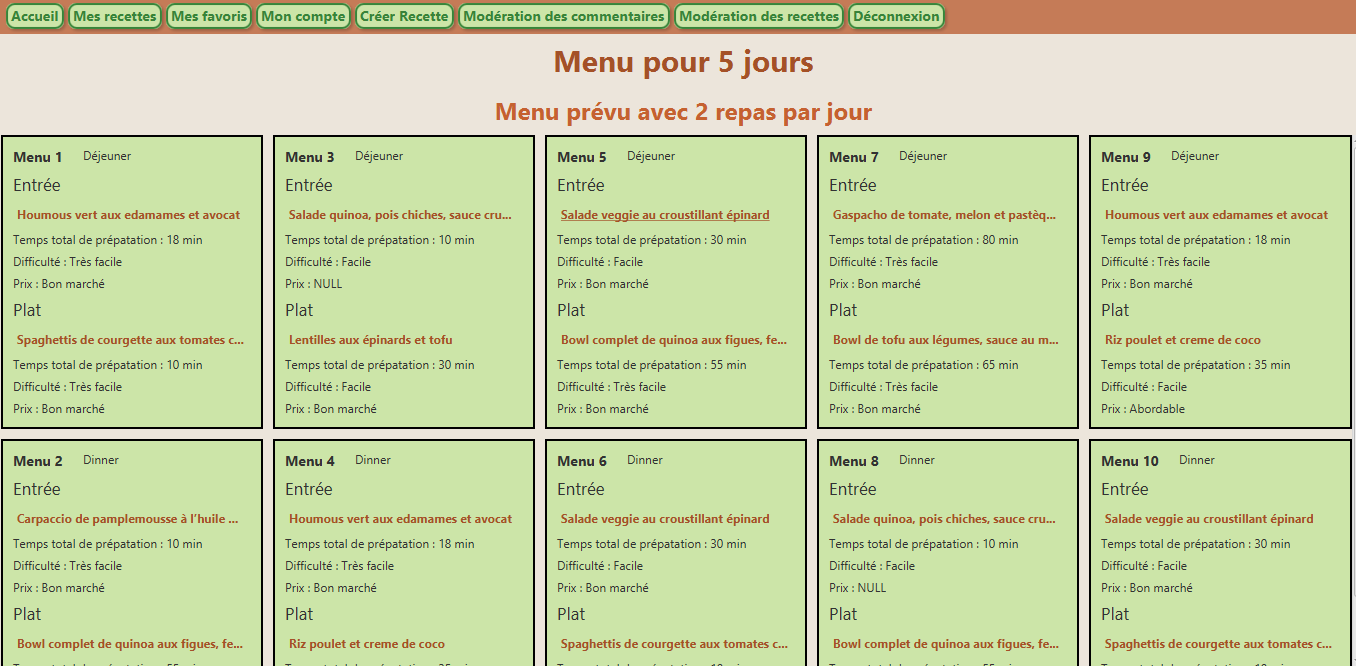 Accueil Mes recettes Mes favoris Mon compte Créer Recette Modération des commentaires Modération des recettes Déconnexion
Menu pour 5 jours
Menu prévu avec 2 repas par jour
Menu 1 Déjeuner
Entrée
Houmous vert aux edamames et avocat
Temps total de prépatation : 18 min
Difficulté : Très facile
Prix : Bon marché
Plat
Spaghettis de courgette aux tomates c...
Temps total de prépatation : 10 min
Difficulté : Très facile
Prix : Bon marché
Menu 3 Déjeuner
Entrée
Salade quinoa, pois chiches, sauce cru...
Temps total de prépatation : 10 min
Difficulté : Facile
Prix : NULL
Plat
Lentilles aux épinards et tofu
Temps total de prépatation : 30 min
Difficulté : Facile
Prix : Bon marché
Menu 5 Déjeuner
Entrée
Salade veggie au croustillant épinard
Temps total de prépatation : 30 min
Difficulté : Facile
Prix : Bon marché
Plat
Bowl complet de quinoa aux figues, fe...
Temps total de prépatation : 55 min
Difficulté : Très facile
Prix : Bon marché
Menu 7 Déjeuner
Entrée
Gaspacho de tomate, melon et pastèq...
Temps total de prépatation : 80 min
Difficulté : Très facile
Prix : Bon marché
Plat
Bowl de tofu aux légumes, sauce au m...
Temps total de prépatation : 65 min
Difficulté : Très facile
Prix : Bon marché
Menu 9 Déjeuner
Entrée
Houmous vert aux edamames et avocat
Temps total de prépatation : 18 min
Difficulté : Très facile
Prix : Bon marché
Plat
Riz poulet et creme de coco
Temps total de prépatation : 35 min
Difficulté : Facile
Prix : Abordable
Menu 2 Dinner
Entrée
Carpaccio de pamplemousse à l'huile ...
Temps total de prépatation : 10 min
Difficulté : Très facile
Prix : Bon marché
Plat
Bowl complet de quinoa aux figues, fe...
Menu 4 Dinner
Entrée
Houmous vert aux edamames et avocat
Temps total de prépatation : 18 min
Difficulté : Très facile
Prix : Bon marché
Plat
Riz poulet et creme de coco
Menu 6 Dinner
Entrée
Salade veggie au croustillant épinard
Temps total de prépatation : 30 min
Difficulté : Facile
Prix : Bon marché
Plat
Spaghettis de courgette aux tomates c...
Menu 8 Dinner
Entrée
Salade quinoa, pois chiches, sauce cru...
Temps total de prépatation : 10 min
Difficulté : Facile
Prix : NULL
Plat
Bowl complet de quinoa aux figues, fe...
Menu 10 Dinner
Entrée
Salade veggie au croustillant épinard
Temps total de prépatation : 30 min
Difficulté : Facile
Prix : Bon marché
Plat
Spaghettis de courgette aux tomates c...